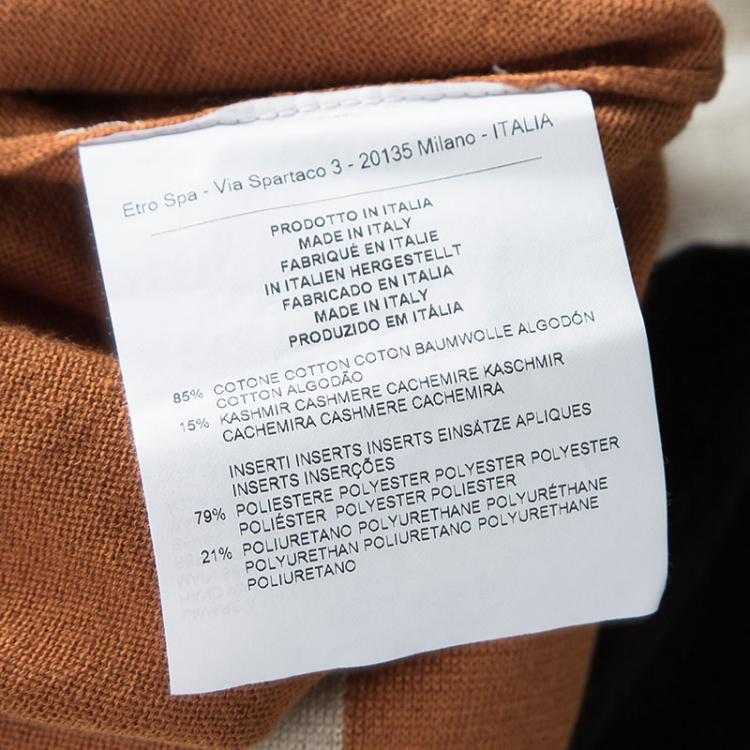 Etro Spa - Via Spartaco 3 - 20135 Milano - ITALIA
PRODOTTO IN ITALIA
MADE IN ITALY
FABRIQUÉ EN ITALIE
IN ITALIEN HERGESTELLT
FABRICADO EN ITALIA
MADE IN ITALY
PRODUZIDO EM ITÁLIA
85% COTONE COTTON COTON BAUMWOLLE ALGODÓN
COTTON ALGODÃO
15% KASHMIR CASHMERE CACHEMIRE KASCHMIR
CACHEMIRA CASHMERE CACHEMIRA
INSERTI INSERTS INSERTS EINSÄTZE APLIQUES
INSERTS INSERÇÕES
79% POLIESTERE POLYESTER POLYESTER POLYESTER
POLIÉSTER POLYESTER POLIESTER
21% POLIURETANO POLYURETHANE POLYURÉTHANE
POLYURETHAN POLIURETANO POLYURETHANE
POLIURETANO